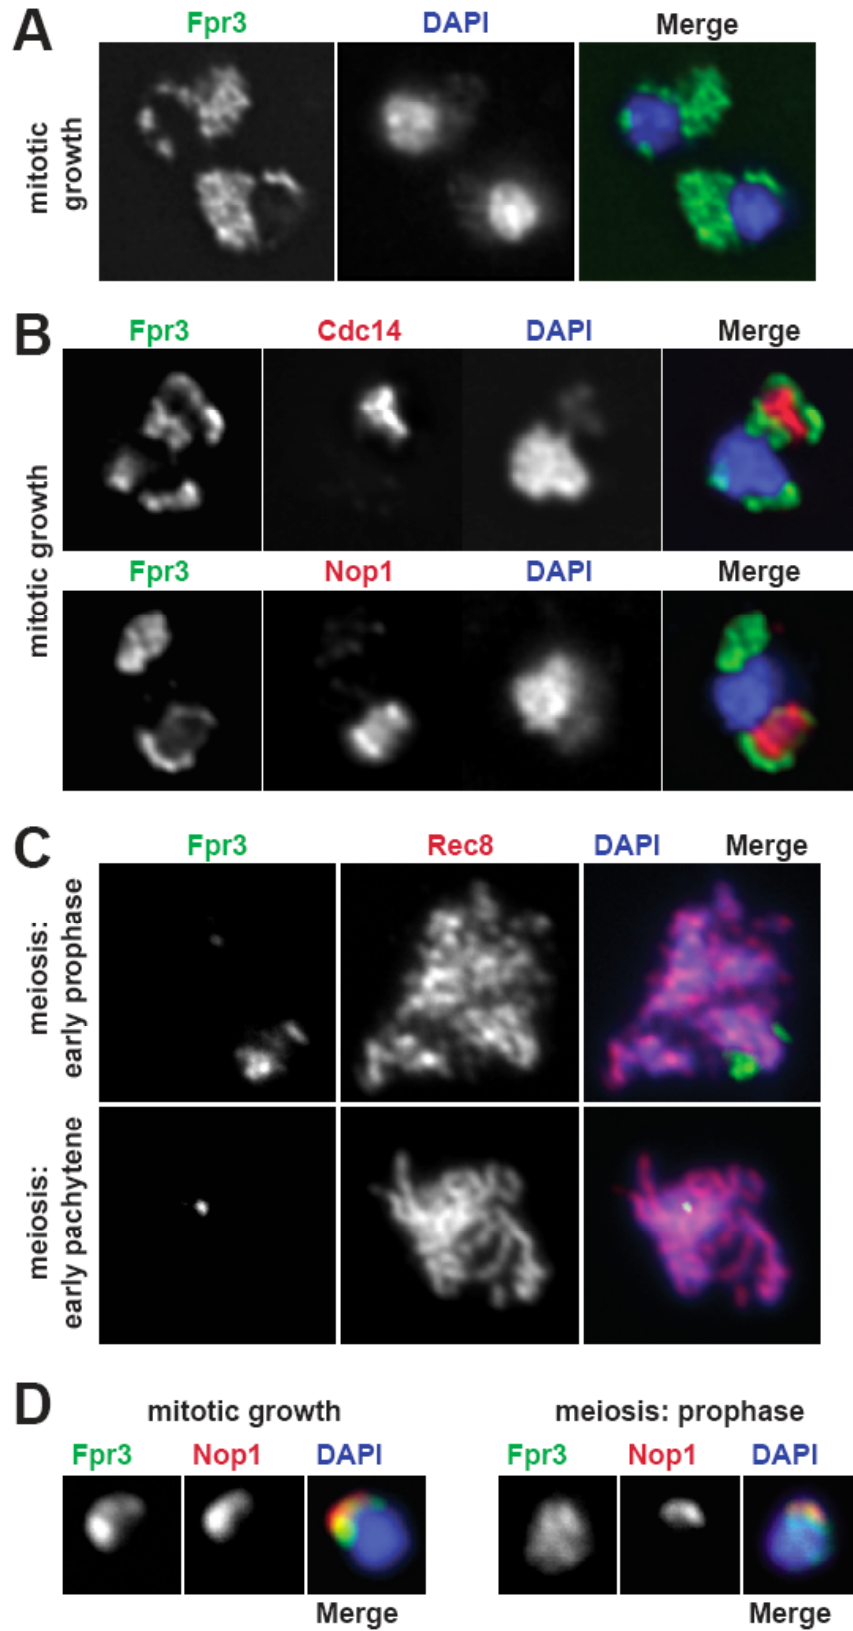 A
Fpr3 DAPI Merge
mitotic
growth
B
Fpr3 Cdc14 DAPI Merge
mitotic growth
Fpr3 Nop1 DAPI Merge
C
Fpr3 Rec8 DAPI Merge
meiosis:
early prophase
meiosis:
early pachytene
D
mitotic growth meiosis: prophase
Fpr3 Nop1 DAPI Fpr3 Nop1 DAPI
Merge Merge